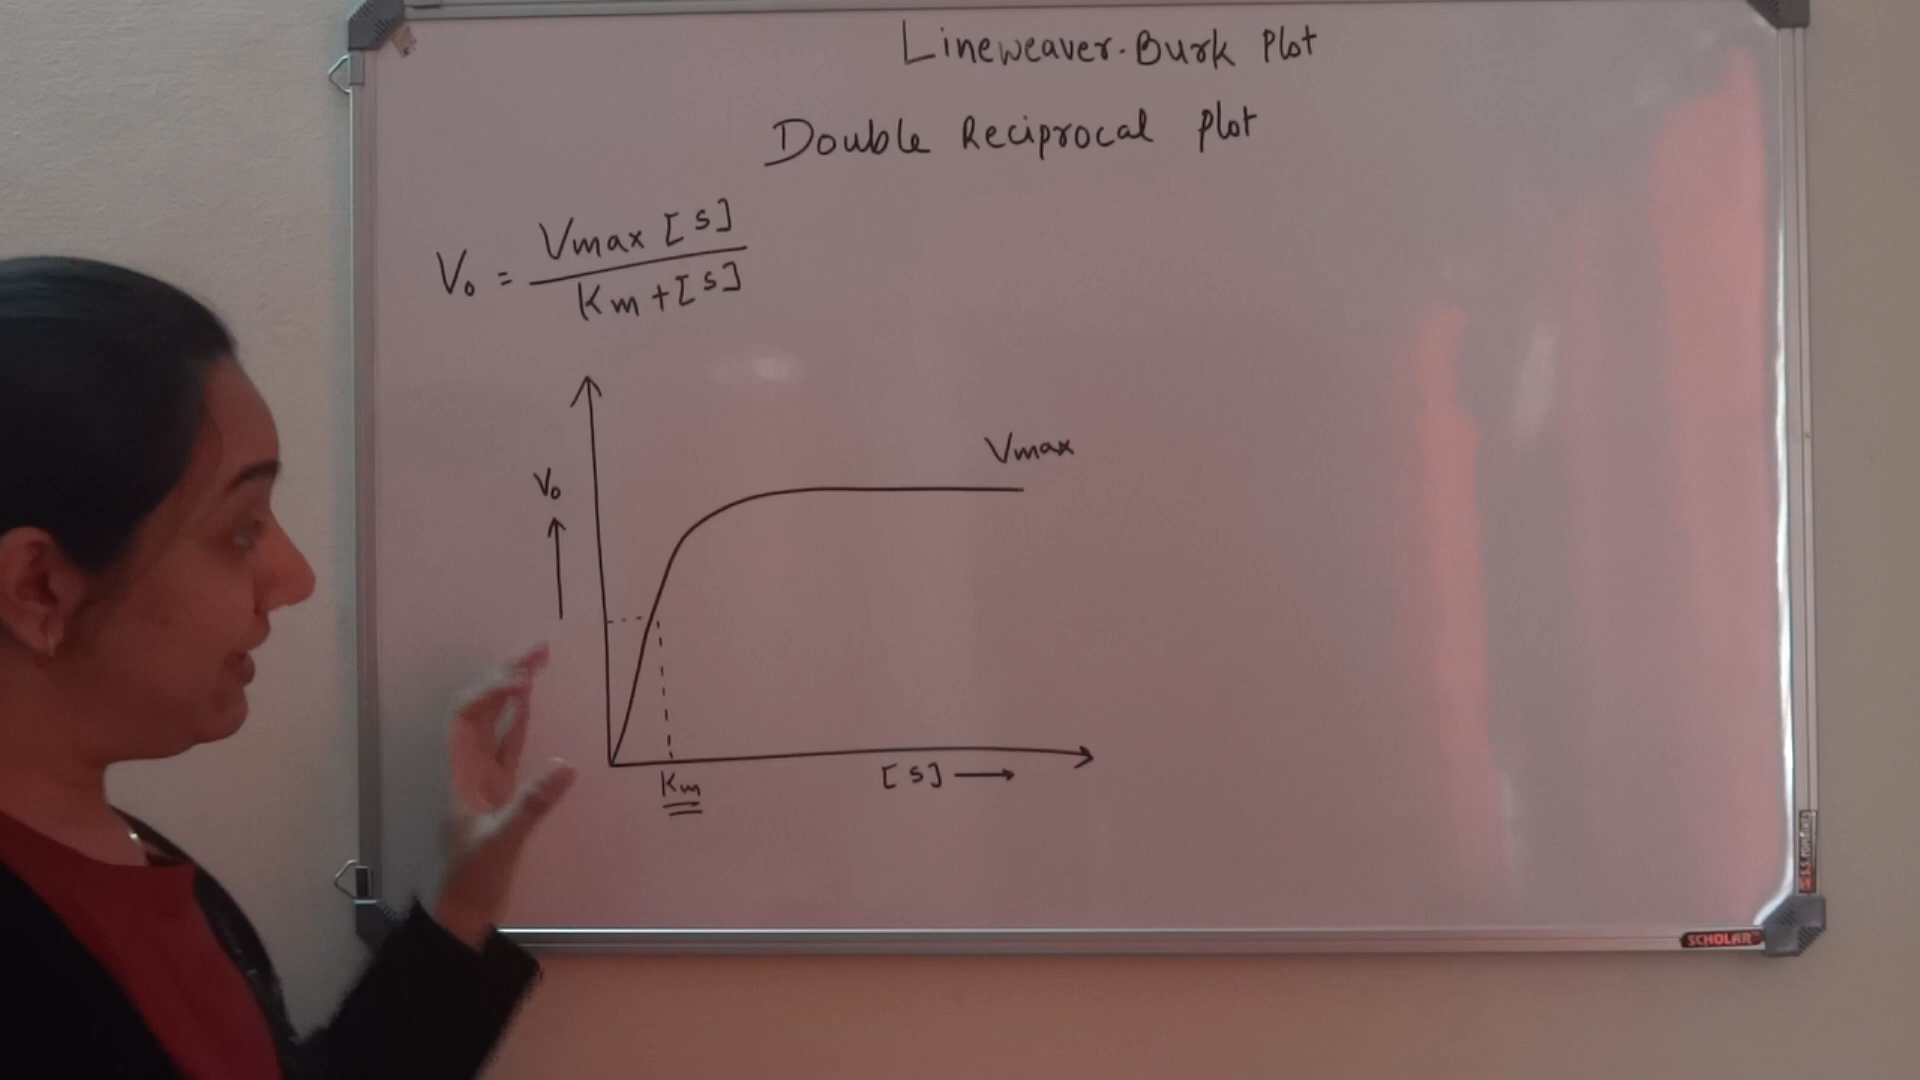 Lineweaver-Burk Plot
Double Reciprocal Plot
V₀ = Vmax [S]
Km + [S]
Vmax
V₀
Km
[S]
SCHOLAR